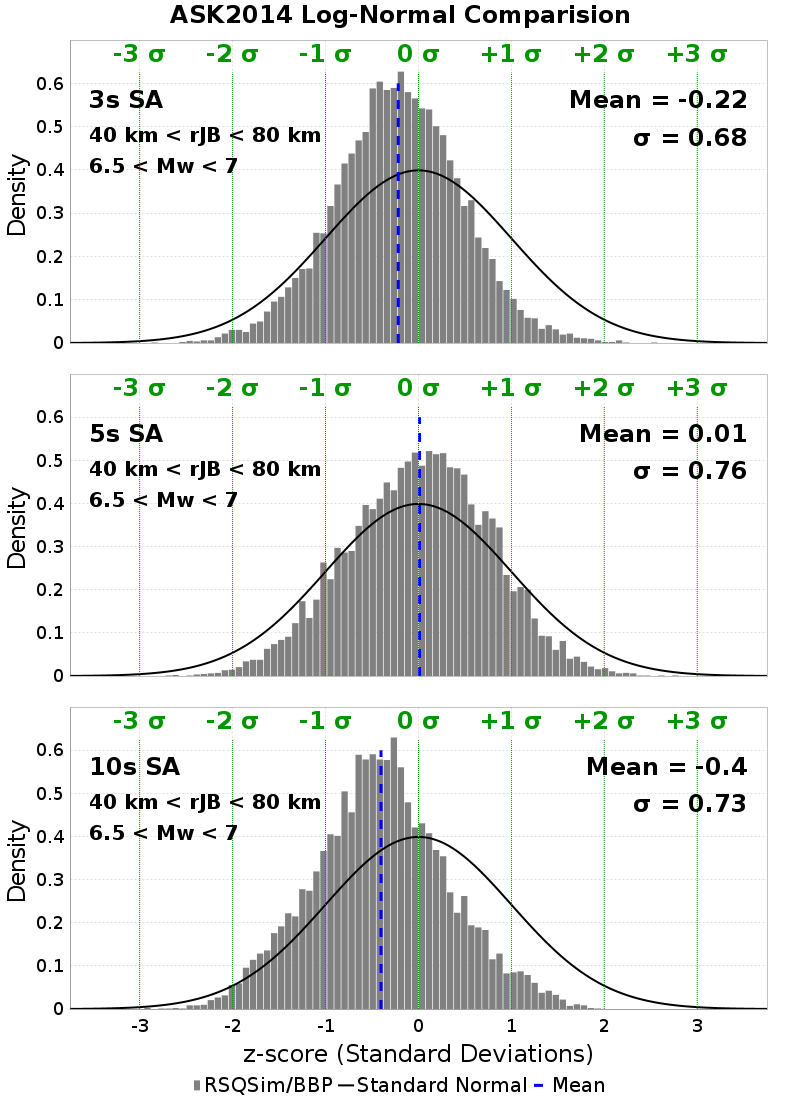 ASK2014 Log-Normal Comparision
-3 σ -2 σ -1 σ 0 σ +1 σ +2 σ +3 σ
3s SA
40 km < rJB < 80 km
6.5 < Mw < 7
Mean = -0.22
σ = 0.68
Density
0.6
0.5
0.4
0.3
0.2
0.1
0
-3 σ -2 σ -1 σ 0 σ +1 σ +2 σ +3 σ
5s SA
40 km < rJB < 80 km
6.5 < Mw < 7
Mean = 0.01
σ = 0.76
Density
0.6
0.5
0.4
0.3
0.2
0.1
0
-3 σ -2 σ -1 σ 0 σ +1 σ +2 σ +3 σ
10s SA
40 km < rJB < 80 km
6.5 < Mw < 7
Mean = -0.4
σ = 0.73
Density
0.6
0.5
0.4
0.3
0.2
0.1
0
-3 -2 -1 0 1 2 3
z-score (Standard Deviations)
RSQSim/BBP Standard Normal Mean